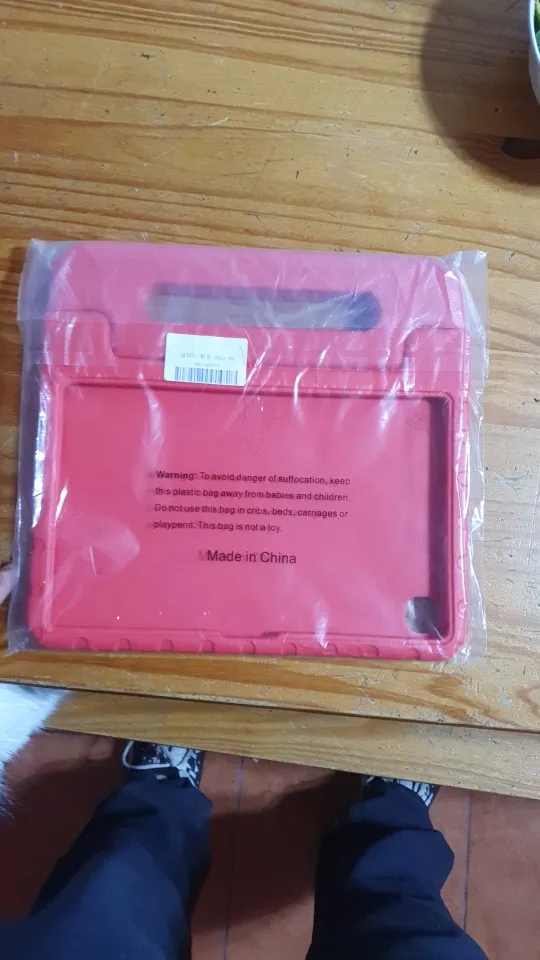 Warning: To avoid danger of suffocation, keep
this plastic bag away from babies and children.
Do not use this bag in cribs, beds, carriages or
playpens. This bag is not a toy.
Made in China